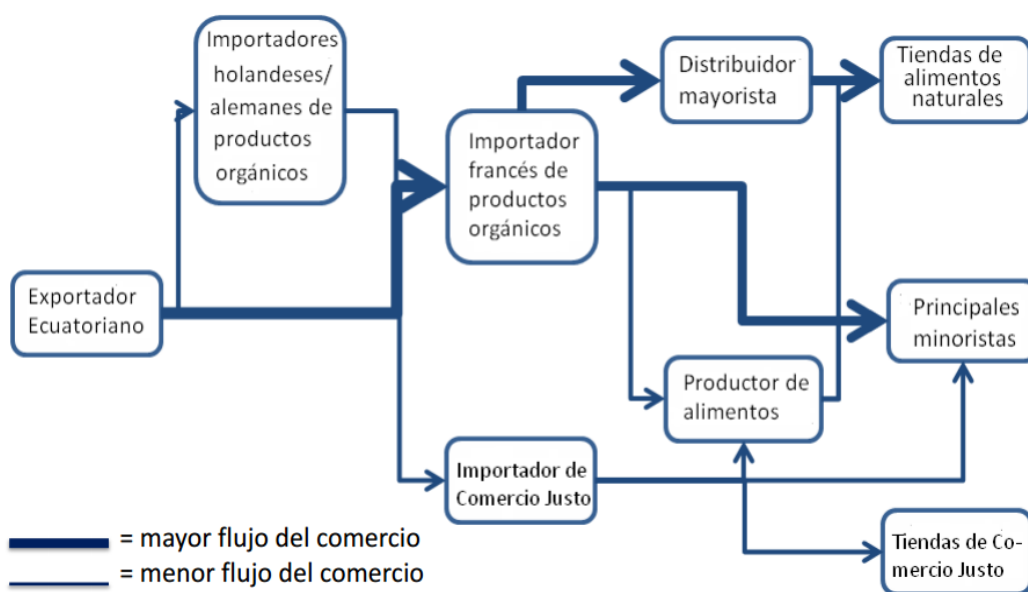 Importadores
holandeses/
alemanes de
productos
orgánicos
Distribuidor
mayorista
Tiendas de
alimentos
naturales
Importador
francés de
productos
orgánicos
Exportador
Ecuatoriano
Principales
minoristas
Productor de
alimentos
Importador de
Comercio Justo
Tiendas de Co-
mercio Justo
= mayor flujo del comercio
= menor flujo del comercio